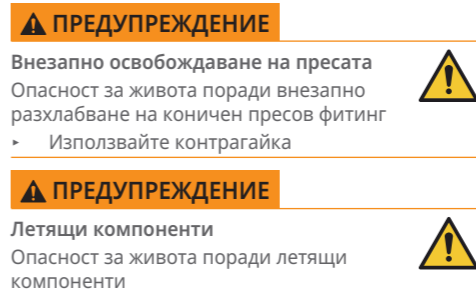 ПРЕДУПРЕЖДЕНИЕ
Внезапно освобождаване на пресата
Опасност за живота поради внезапно
разхлабване на коничен пресов фитинг
‣ Използвайте контрагайка
ПРЕДУПРЕЖДЕНИЕ
Летящи компоненти
Опасност за живота поради летящи
компоненти